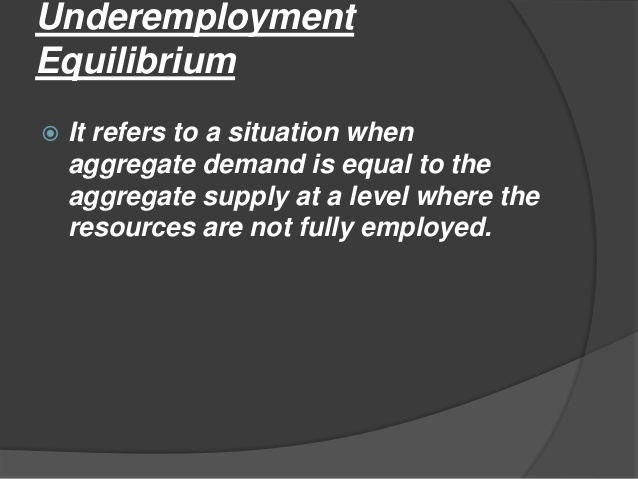 Underemployment
Equilibrium
It refers to a situation when
aggregate demand is equal to the
aggregate supply at a level where the
resources are not fully employed.